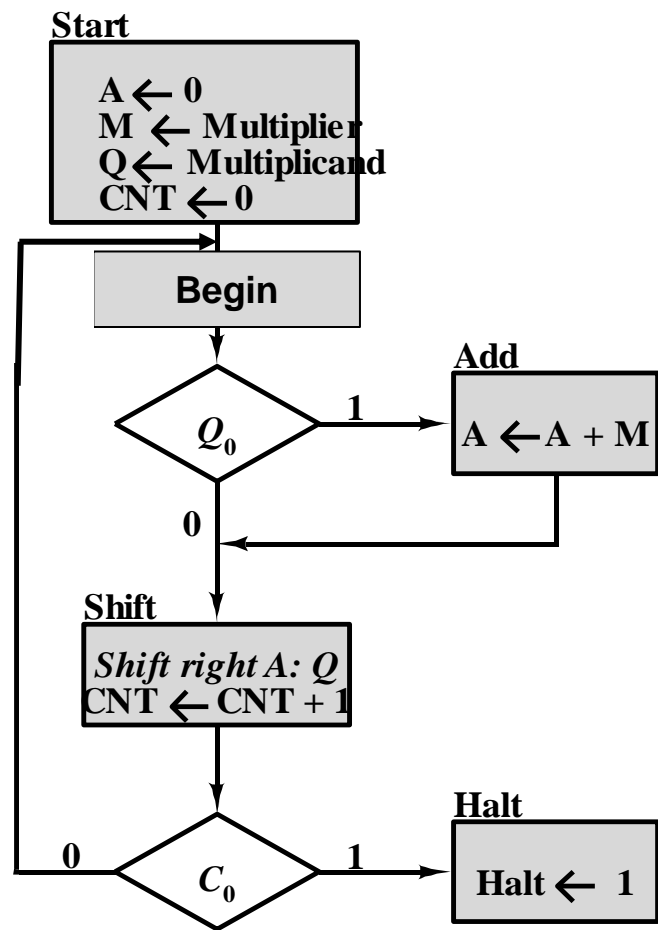 Start
A ← 0
M ← Multiplier
Q ← Multiplicand
CNT ← 0
Begin
Add
1
Q0
A ← A + M
0
Shift
Shift right A: Q
CNT ← CNT + 1
Halt
0
1
C0
Halt ← 1